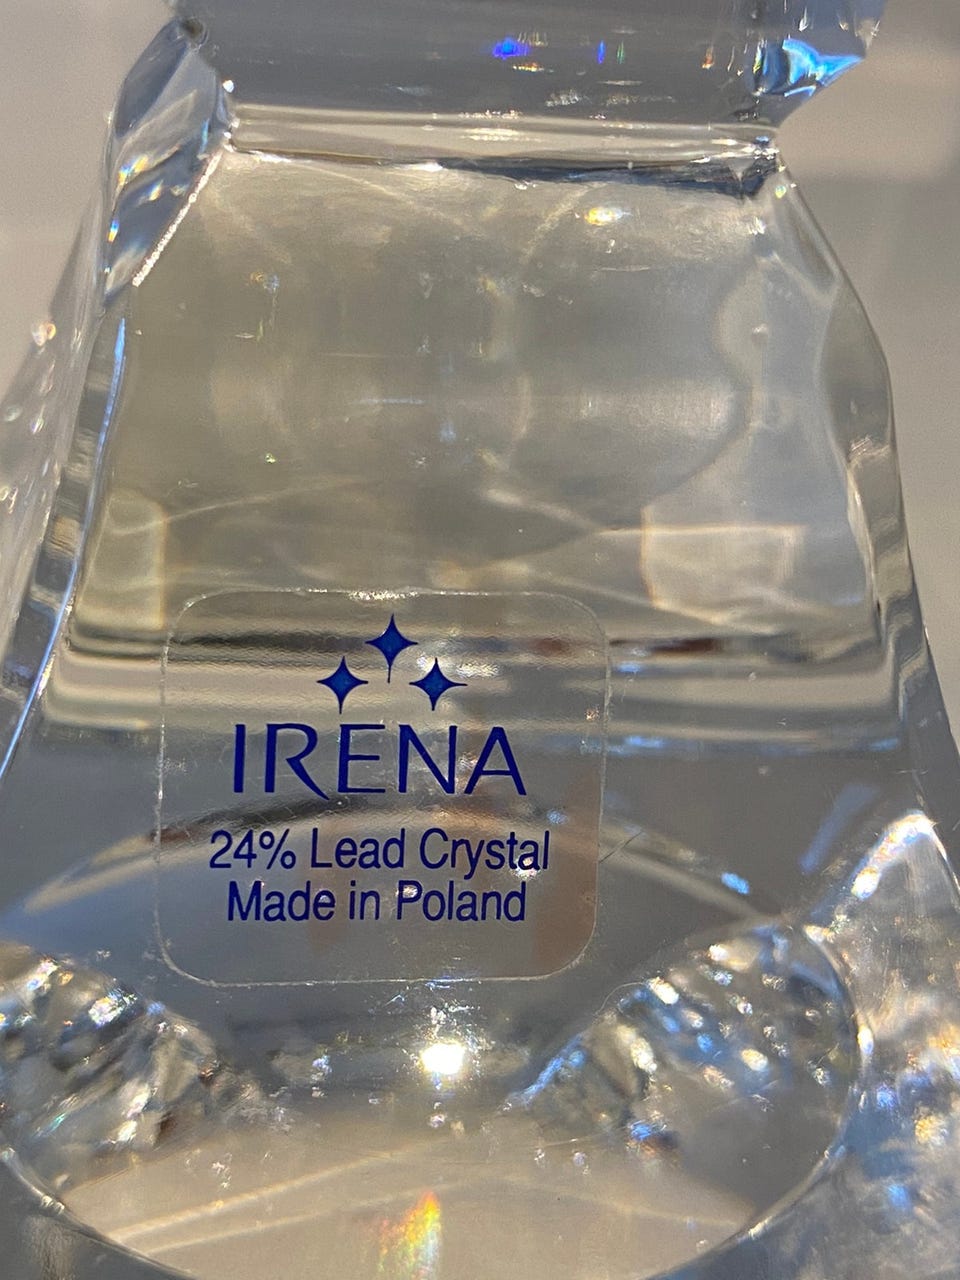 IRENA
24% Lead Crystal
Made in Poland